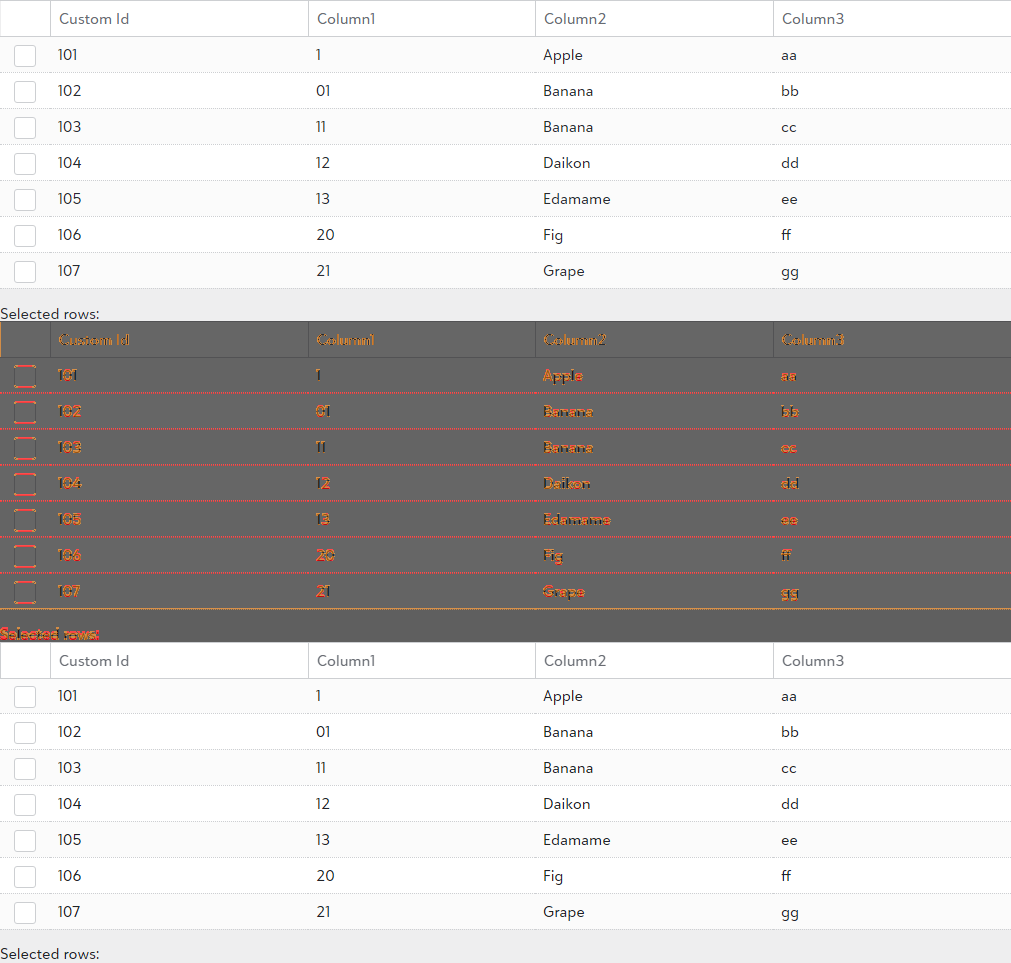 Custom Id Column1 Column2 Column3
101 1 Apple aa
102 01 Banana bb
103 11 Banana cc
104 12 Daikon dd
105 13 Edamame ee
106 20 Fig ff
107 21 Grape gg
Selected rows:
Custom Id Column1 Column2 Column3
101 1 Apple aa
102 01 Banana bb
103 11 Banana cc
104 12 Daikon dd
105 13 Edamame ee
106 20 Fig ff
107 21 Grape gg
Selected rows:
Custom Id Column1 Column2 Column3
101 1 Apple aa
102 01 Banana bb
103 11 Banana cc
104 12 Daikon dd
105 13 Edamame ee
106 20 Fig ff
107 21 Grape gg
Selected rows: